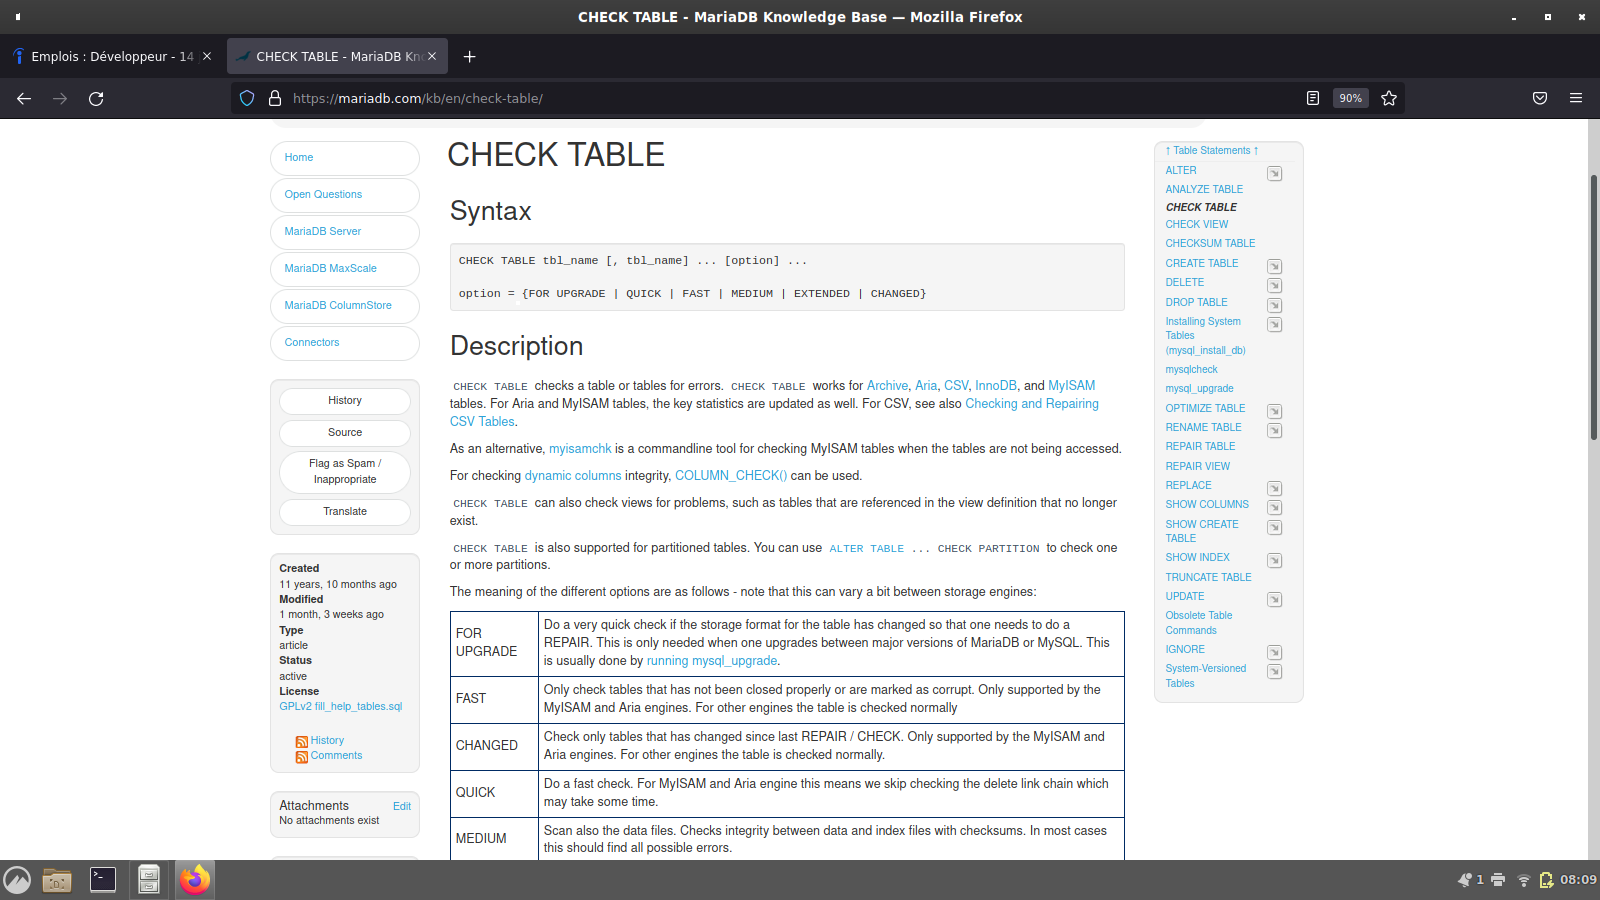 CHECK TABLE - MariaDB Knowledge Base — Mozilla Firefox
Emplois : Développeur - 14
CHECK TABLE - MariaDB Kn
https://mariadb.com/kb/en/check-table/
90%
Home
Open Questions
MariaDB Server
MariaDB MaxScale
MariaDB ColumnStore
Connectors
History
Source
Flag as Spam /
Inappropriate
Translate
Created
11 years, 10 months ago
Modified
1 month, 3 weeks ago
Type
article
Status
active
License
GPLv2 fill_help_tables.sql
History
Comments
Attachments Edit
No attachments exist
CHECK TABLE
Syntax
CHECK TABLE tbl_name [, tbl_name] ... [option] ...
option = {FOR UPGRADE | QUICK | FAST | MEDIUM | EXTENDED | CHANGED}
Description
CHECK TABLE checks a table or tables for errors. CHECK TABLE works for Archive, Aria, CSV, InnoDB, and MyISAM
tables. For Aria and MyISAM tables, the key statistics are updated as well. For CSV, see also Checking and Repairing
CSV Tables.
As an alternative, myisamchk is a commandline tool for checking MyISAM tables when the tables are not being accessed.
For checking dynamic columns integrity, COLUMN_CHECK() can be used.
CHECK TABLE can also check views for problems, such as tables that are referenced in the view definition that no longer
exist.
CHECK TABLE is also supported for partitioned tables. You can use ALTER TABLE ... CHECK PARTITION to check one
or more partitions.
The meaning of the different options are as follows - note that this can vary a bit between storage engines:
FOR
UPGRADE
Do a very quick check if the storage format for the table has changed so that one needs to do a
REPAIR. This is only needed when one upgrades between major versions of MariaDB or MySQL. This
is usually done by running mysql_upgrade.
FAST
Only check tables that has not been closed properly or are marked as corrupt. Only supported by the
MyISAM and Aria engines. For other engines the table is checked normally
CHANGED
Check only tables that has changed since last REPAIR / CHECK. Only supported by the MyISAM and
Aria engines. For other engines the table is checked normally.
QUICK
Do a fast check. For MyISAM and Aria engine this means we skip checking the delete link chain which
may take some time.
MEDIUM
Scan also the data files. Checks integrity between data and index files with checksums. In most cases
this should find all possible errors.
↑ Table Statements ↑
ALTER
ANALYZE TABLE
CHECK TABLE
CHECK VIEW
CHECKSUM TABLE
CREATE TABLE
DELETE
DROP TABLE
Installing System
Tables
(mysql_install_db)
mysqlcheck
mysql_upgrade
OPTIMIZE TABLE
RENAME TABLE
REPAIR TABLE
REPAIR VIEW
REPLACE
SHOW COLUMNS
SHOW CREATE
TABLE
SHOW INDEX
TRUNCATE TABLE
UPDATE
Obsolete Table
Commands
IGNORE
System-Versioned
Tables
1
08:09